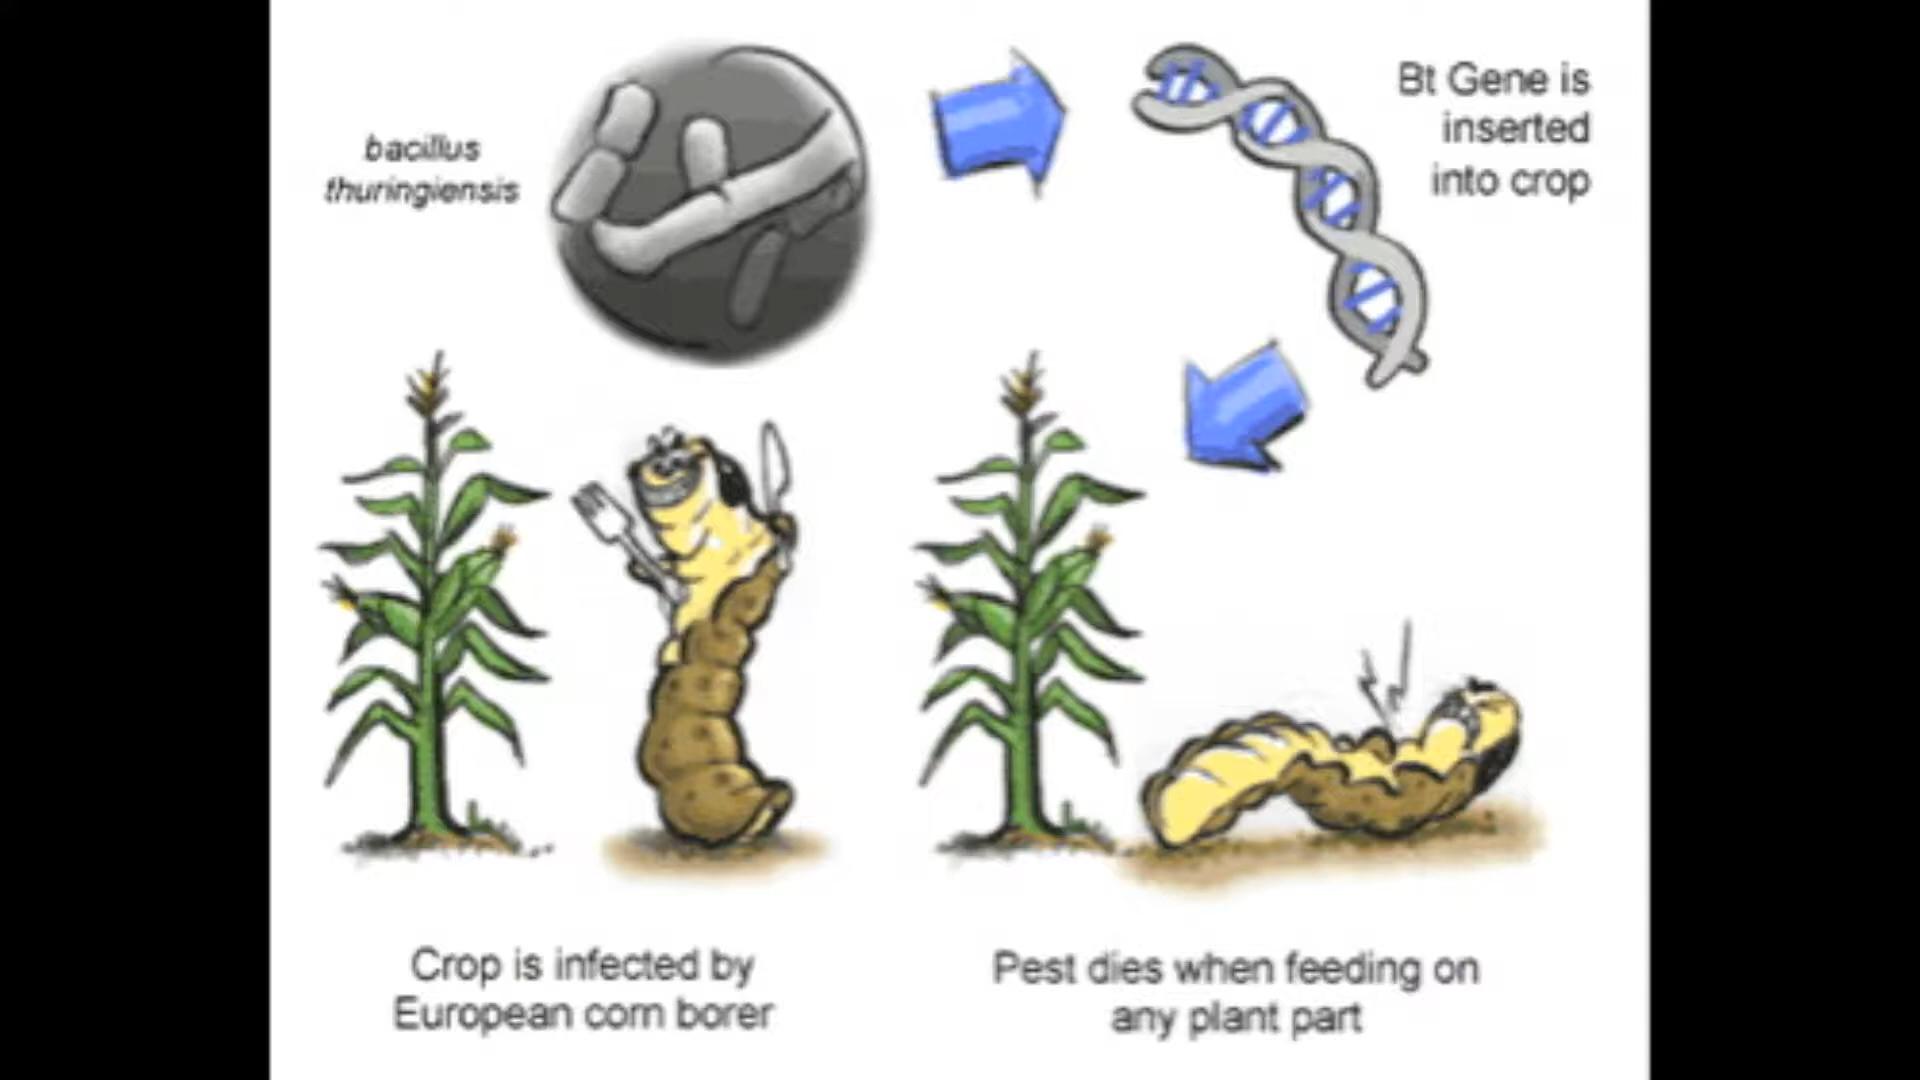 bacillus
thuringiensis
Bt Gene is
inserted
into crop
Crop is infected by
European corn borer
Pest dies when feeding on
any plant part